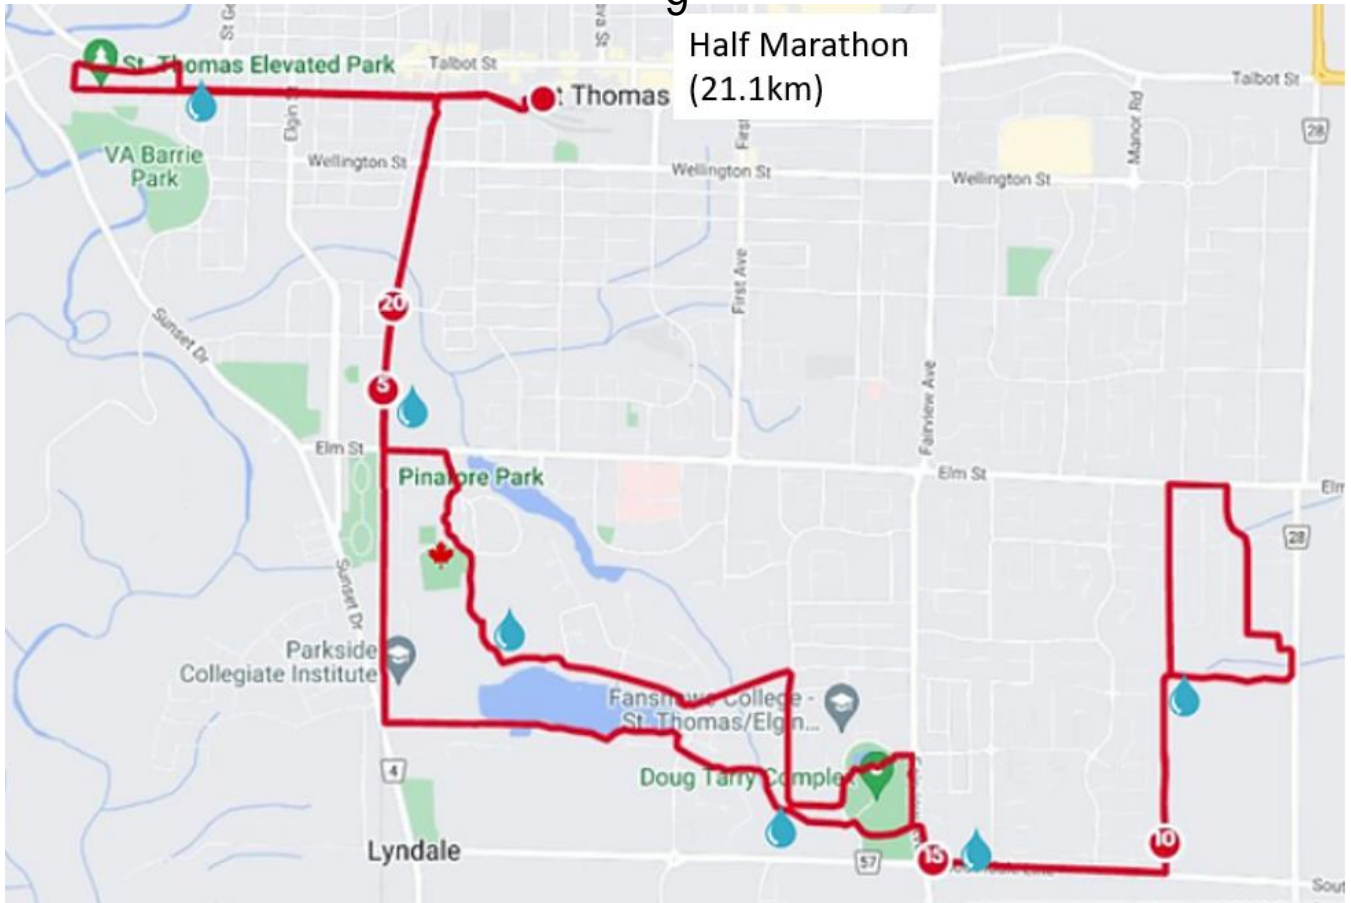 g
Half Marathon
(21.1km)
St. Thomas Elevated Park
Talbot St
Talbot St
Thomas
28
Elgin
Manor Rd
VA Barrie
Park
Wellington St
Wellington St
Wellington St
First Ave
20
Sunset Dr
5
Fairview Ave
Elm St
Elm St
Pinafore Park
28
Sunset Dr
Parkside
Collegiate Institute
Fanshawe College -
St. Thomas/Elgin...
4
Doug Tarry Complex
10
Lyndale
57
15
Sout